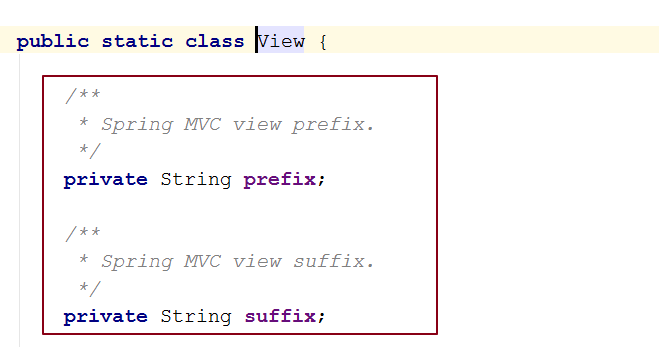 public static class View {
/**
* Spring MVC view prefix.
*/
private String prefix;
/**
* Spring MVC view suffix.
*/
private String suffix;